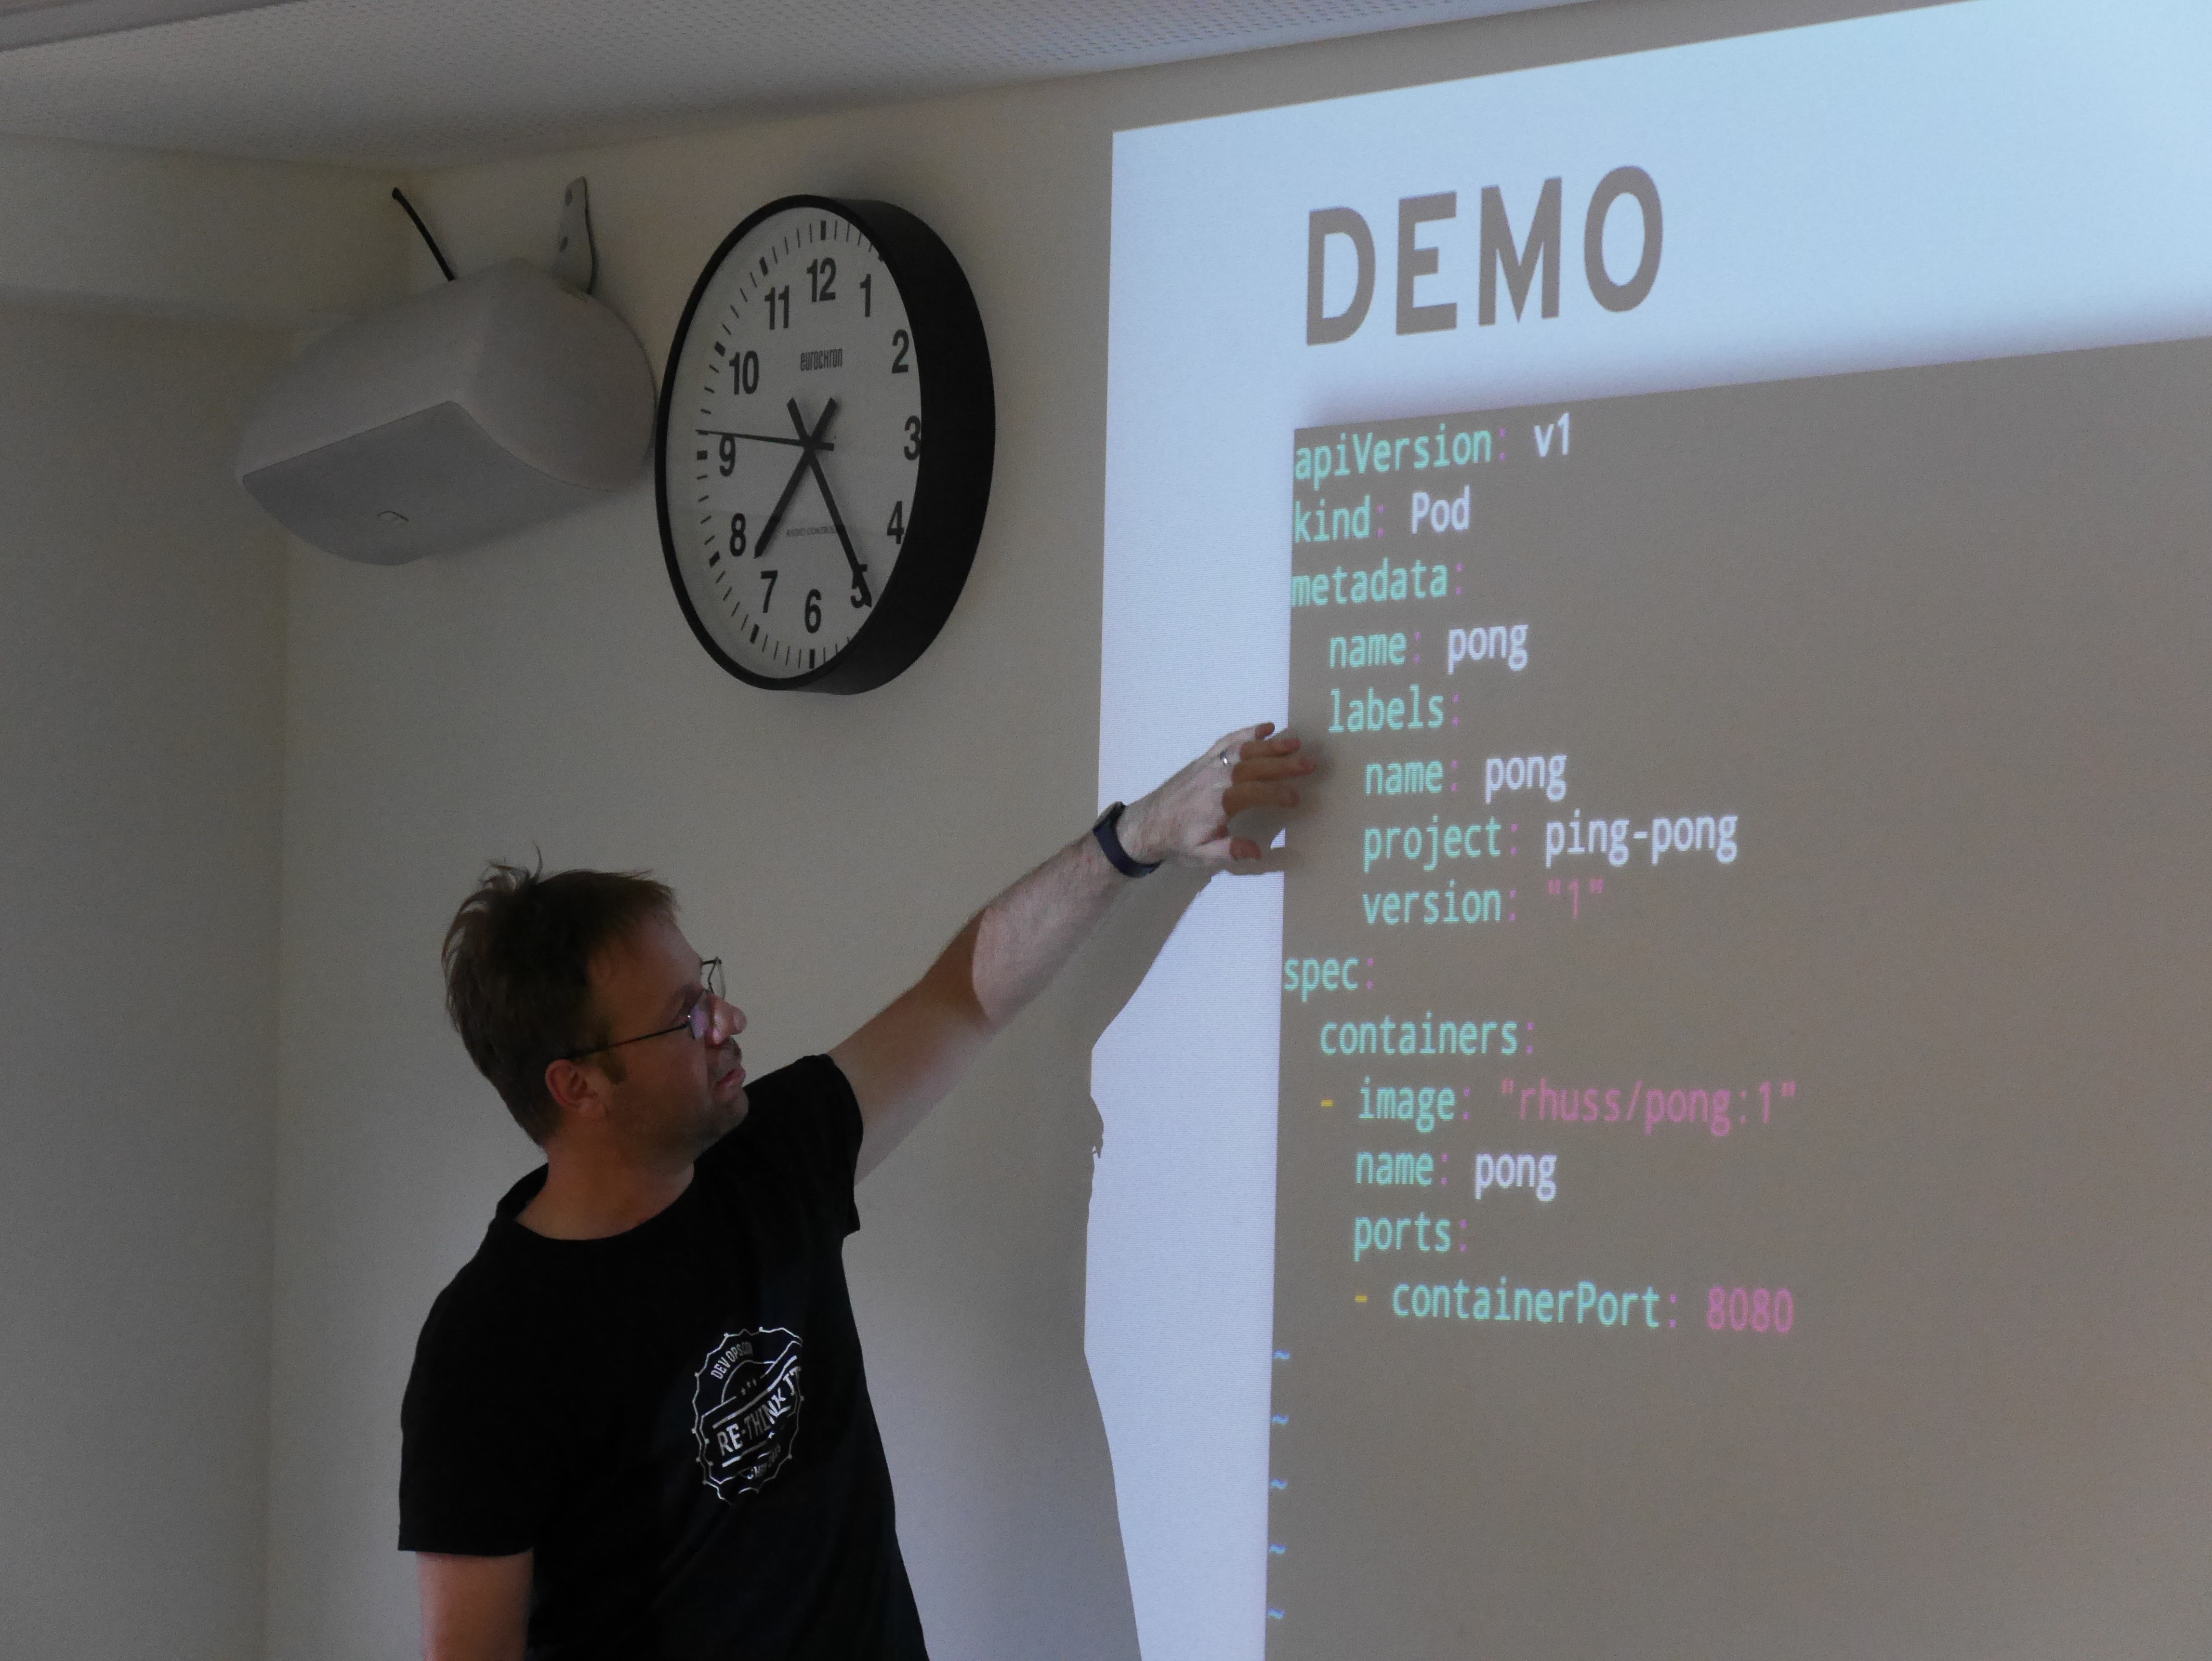 12
11
1
10
2
eurochron
9
3
8
4
7
5
6
DEMO
apiVersion: v1
kind: Pod
metadata:
  name: pong
  labels:
    name: pong
    project: ping-pong
    version: "1"
spec:
  containers:
  - image: "rhuss/pong:1"
    name: pong
    ports:
    - containerPort: 8080
~
~
~
~
~
DEVOPSCON
RE-THINK IT